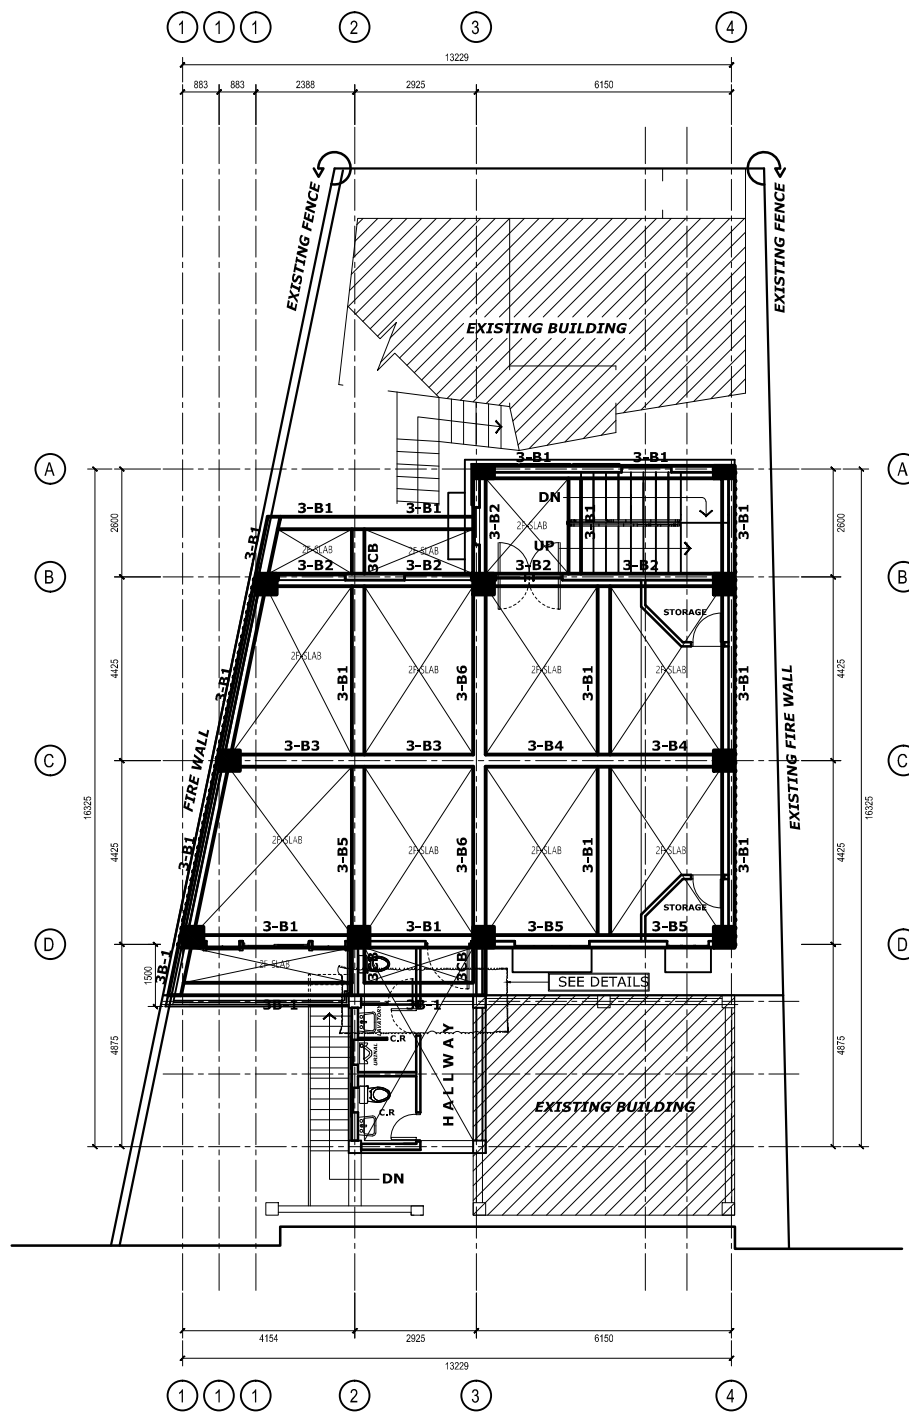 1 1 1 2 3 4
13229
883 883 2388 2925 6150
EXISTING FENCE
EXISTING FENCE
EXISTING BUILDING
A 3-B1 3-B1 A
DN
3-B1 3-B1 3-B2 3-B1 3-B1
2600 2600
3-B1 2F-SLAB 3CB 2F-SLAB 2F-SLAB UP
B 3-B2 3-B2 3-B2 3-B2 B
STORAGE
4425 2F-SLAB 2F-SLAB 2F-SLAB 2F-SLAB 4425
3-B1 3-B1 3-B6 3-B1 3-B1
EXISTING FIRE WALL
C 3-B3 3-B3 3-B4 3-B4 C
FIRE WALL
16325 16325
4425 2F-SLAB 2F-SLAB 2F-SLAB 2F-SLAB 4425
3-B1 3-B5 3-B6 3-B1 3-B1
STORAGE
D 3-B1 3-B1 3-B5 3-B5 D
1500 3B-1 2F-SLAB 3CB 3CB
SEE DETAILS
3B-1 3B-1
LAVATORY
C.R
URINAL
4875 4875
HALLWAY
C.R
EXISTING BUILDING
DN
4154 2925 6150
13229
1 1 1 2 3 4